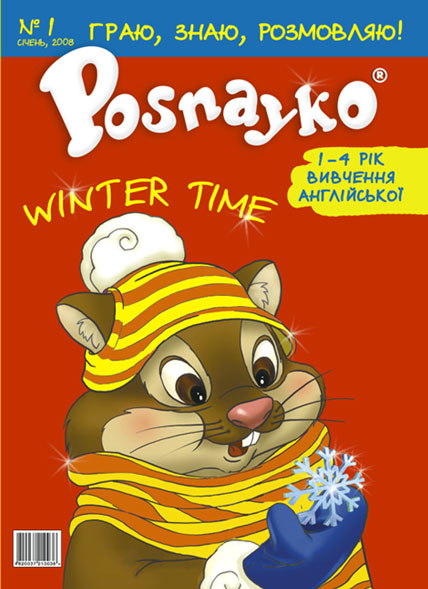 № 1
СІЧЕНЬ, 2008
ГРАЮ, ЗНАЮ, РОЗМОВЛЯЮ!
Posnayko®
1-4 РІК
ВИВЧЕННЯ
АНГЛІЙСЬКОЇ
WINTER TIME